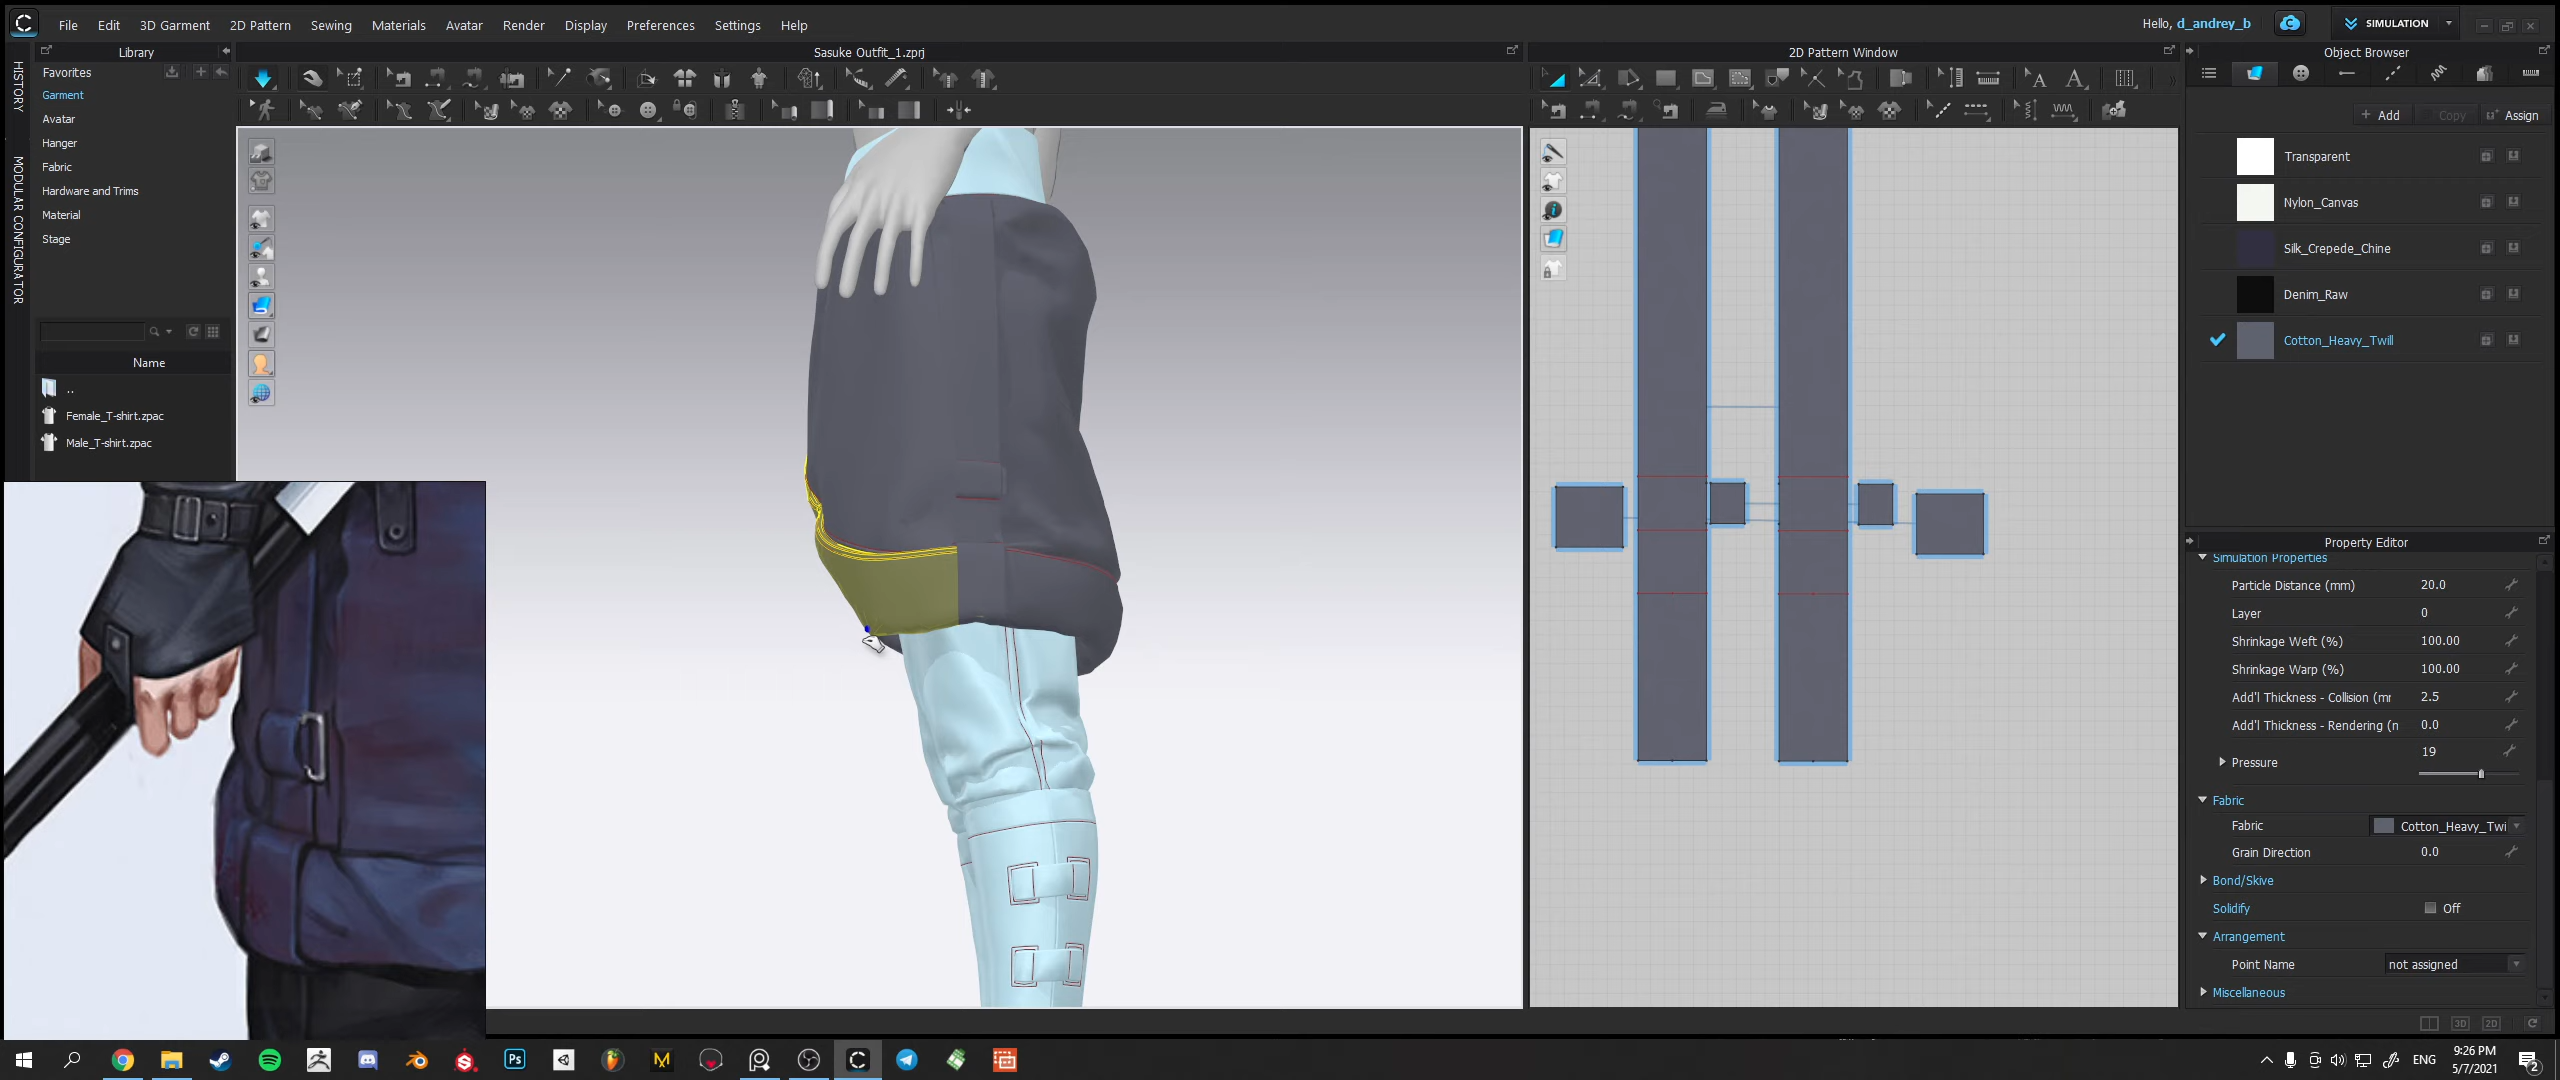 File Edit 3D Garment 2D Pattern Sewing Materials Avatar Render Display Preferences Settings Help
Hello, d_andrey_b
SIMULATION
HISTORY
MODULAR CONFIGURATOR
Library
Sasuke Outfit_1.zprj
2D Pattern Window
Object Browser
Favorites
Garment
Avatar
Hanger
Fabric
Hardware and Trims
Material
Stage
Name
..
Female_T-shirt.zpac
Male_T-shirt.zpac
Add Copy Assign
Transparent
Nylon_Canvas
Silk_Crepede_Chine
Denim_Raw
Cotton_Heavy_Twill
Property Editor
Simulation Properties
Particle Distance (mm) 20.0
Layer 0
Shrinkage Weft (%) 100.00
Shrinkage Warp (%) 100.00
Add'l Thickness - Collision (mr 2.5
Add'l Thickness - Rendering (n 0.0
19
Pressure
Fabric
Fabric Cotton_Heavy_Twi
Grain Direction 0.0
Bond/Skive
Solidify Off
Arrangement
Point Name not assigned
Miscellaneous
3D 2D
ENG
9:26 PM
5/7/2021
2